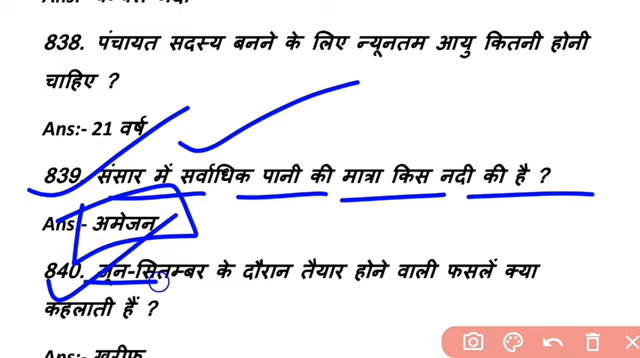 838. पंचायत सदस्य बनने के लिए न्यूनतम आयु कितनी होनी
चाहिए ?
Ans:- 21 वर्ष
839. संसार में सर्वाधिक पानी की मात्रा किस नदी की है ?
Ans:- अमेजन
840. जून-सितम्बर के दौरान तैयार होने वाली फसलें क्या
कहलाती हैं ?
Ans:- खरीफ